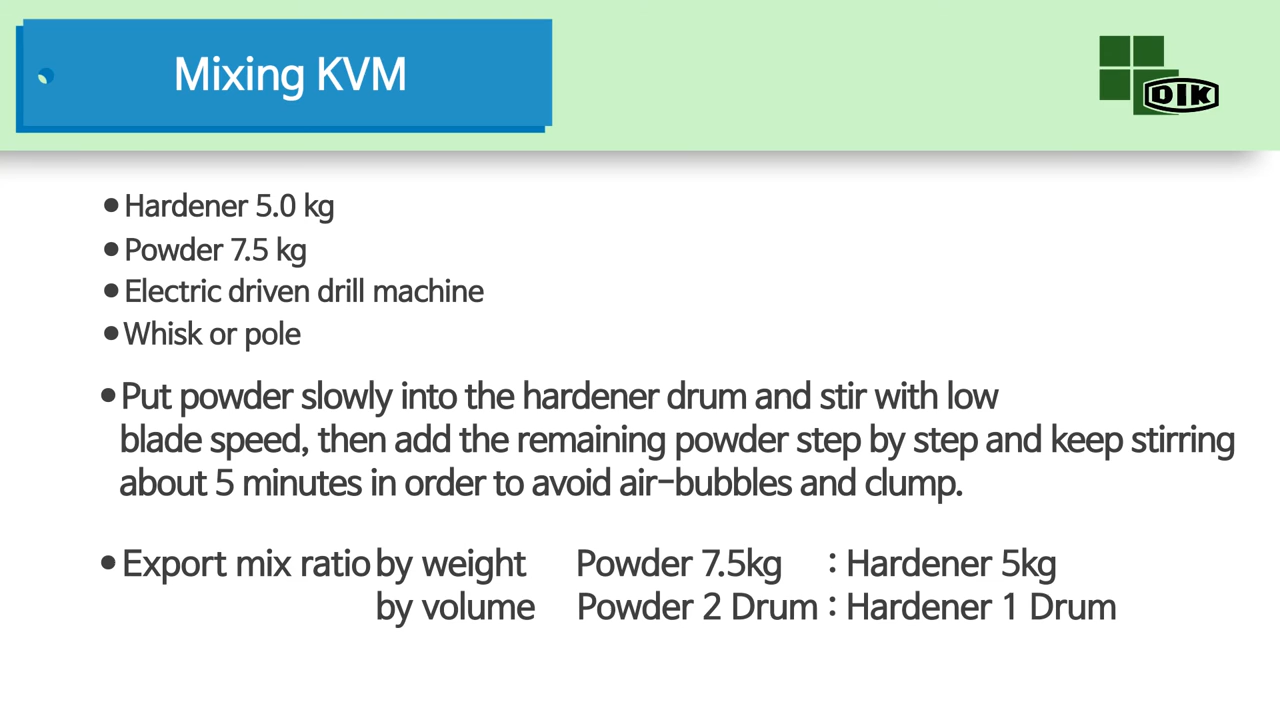 Mixing KVM
DIK
•Hardener 5.0 kg
•Powder 7.5 kg
•Electric driven drill machine
•Whisk or pole
•Put powder slowly into the hardener drum and stir with low
blade speed, then add the remaining powder step by step and keep stirring
about 5 minutes in order to avoid air-bubbles and clump.
•Export mix ratio by weight Powder 7.5kg : Hardener 5kg
by volume Powder 2 Drum : Hardener 1 Drum